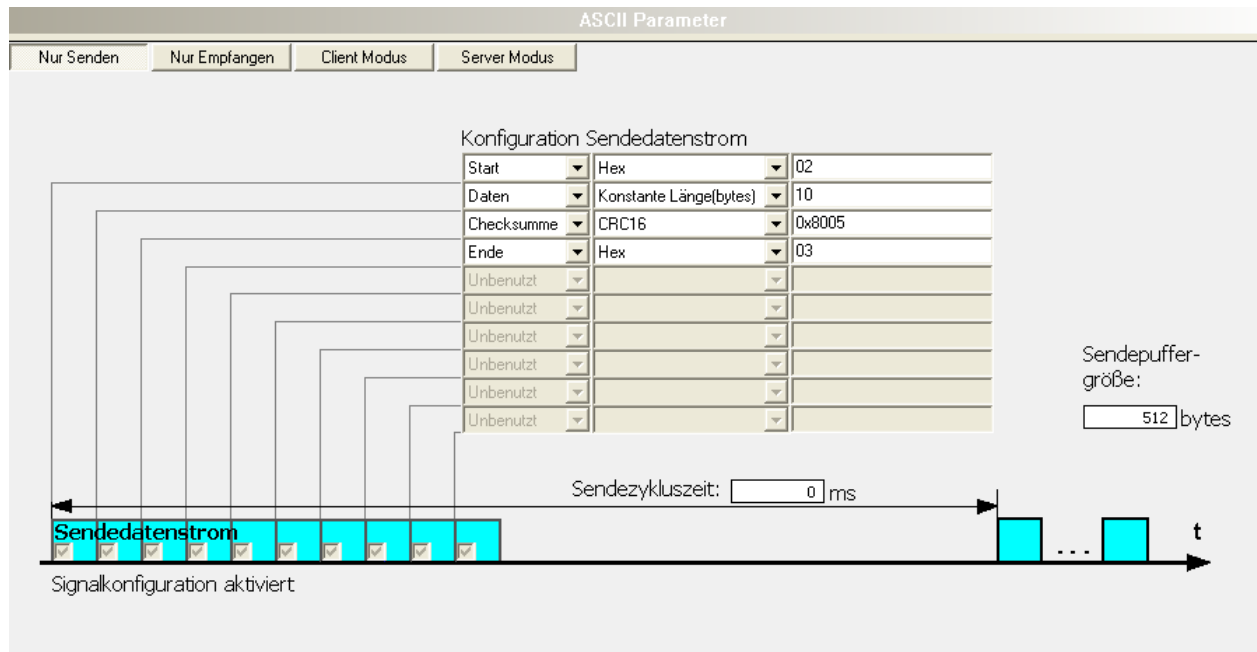 ASCII Parameter
Nur Senden Nur Empfangen Client Modus Server Modus
Konfiguration Sendedatenstrom
Start Hex 02
Daten Konstante Länge(bytes) 10
Checksumme CRC16 0x8005
Ende Hex 03
Unbenutzt
Unbenutzt
Unbenutzt
Unbenutzt
Unbenutzt
Unbenutzt
Sendepuffer-
größe:
512 bytes
Sendezykluszeit: 0 ms
Sendedatenstrom
... t
Signalkonfiguration aktiviert